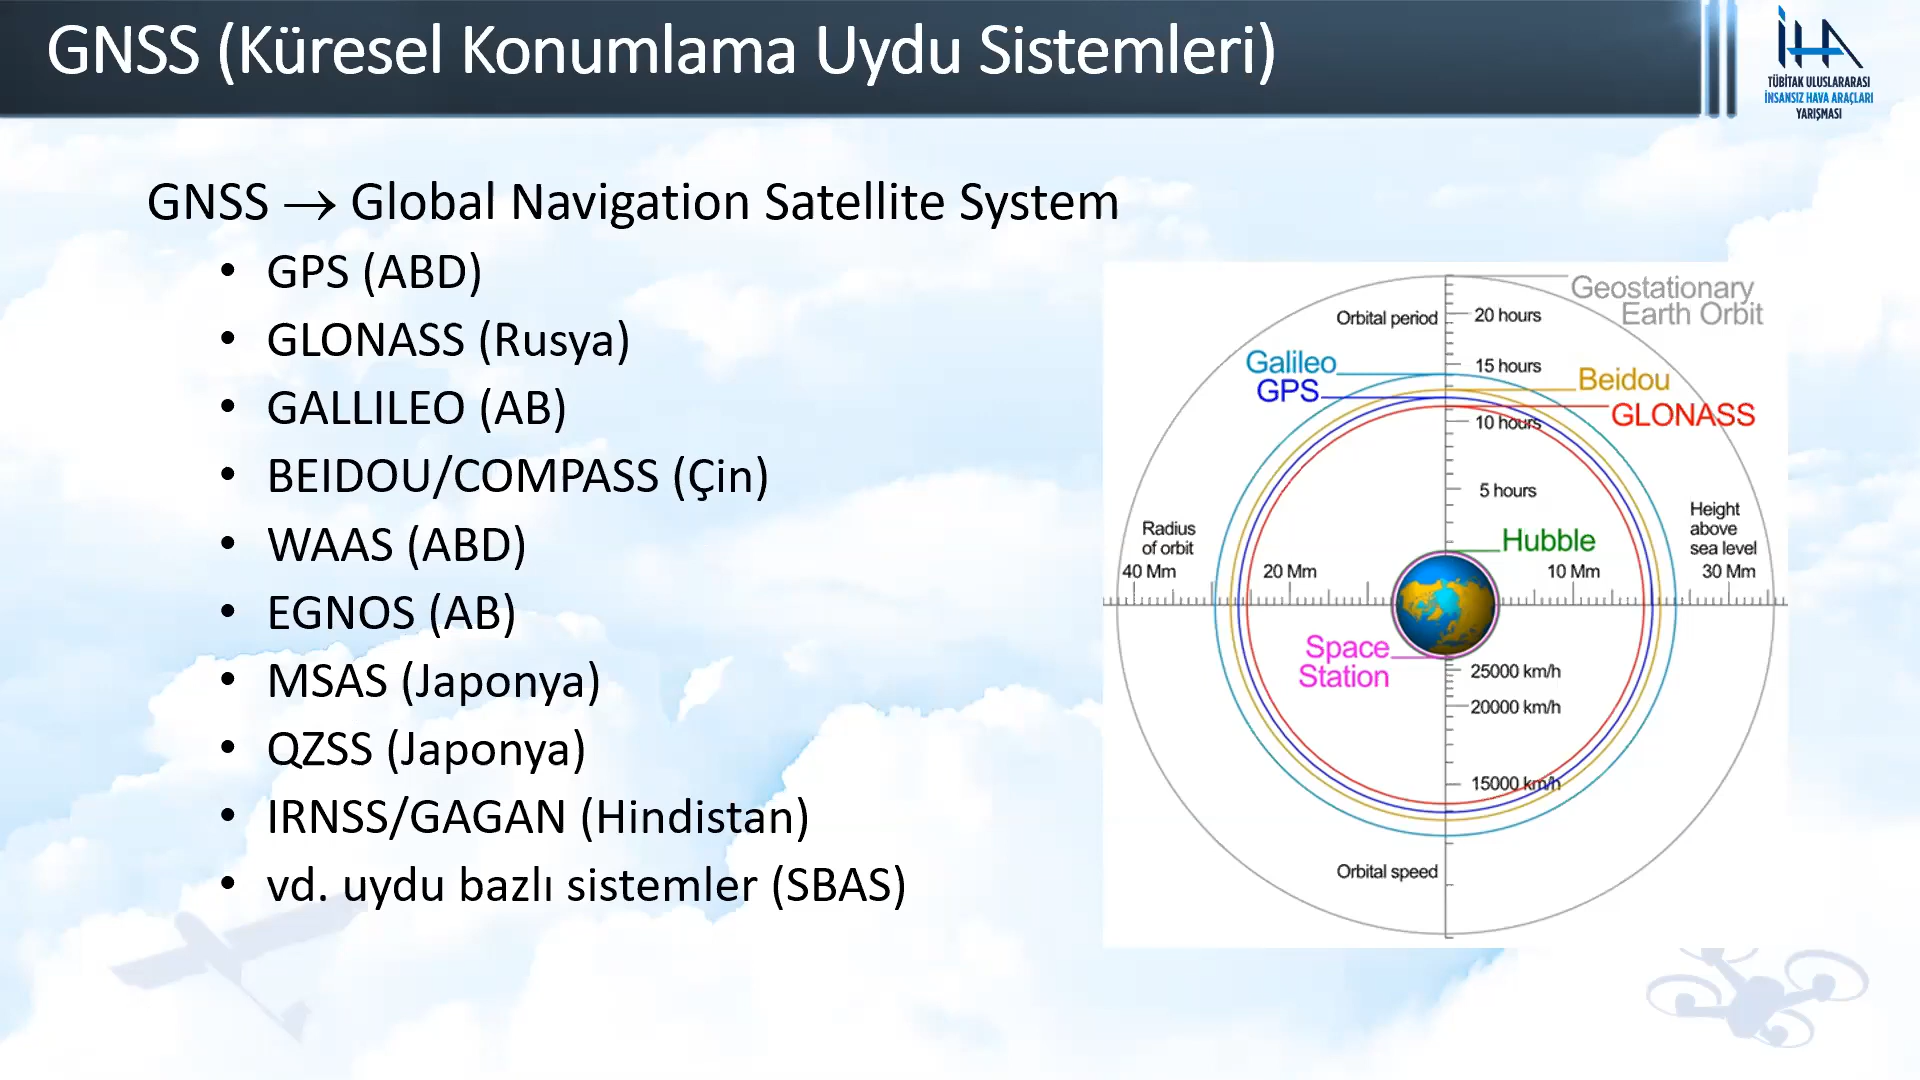 GNSS (Küresel Konumlama Uydu Sistemleri)
İHA
TÜBİTAK ULUSLARARASI
İNSANSIZ HAVA ARAÇLARI
YARIŞMASI
GNSS → Global Navigation Satellite System
• GPS (ABD)
• GLONASS (Rusya)
• GALLILEO (AB)
• BEIDOU/COMPASS (Çin)
• WAAS (ABD)
• EGNOS (AB)
• MSAS (Japonya)
• QZSS (Japonya)
• IRNSS/GAGAN (Hindistan)
• vd. uydu bazlı sistemler (SBAS)
Geostationary
Earth Orbit
Orbital period
20 hours
15 hours
Galileo
GPS
Beidou
GLONASS
10 hours
5 hours
Radius
of orbit
40 Mm
20 Mm
Hubble
10 Mm
Height
above
sea level
30 Mm
Space
Station
25000 km/h
20000 km/h
15000 km/h
Orbital speed